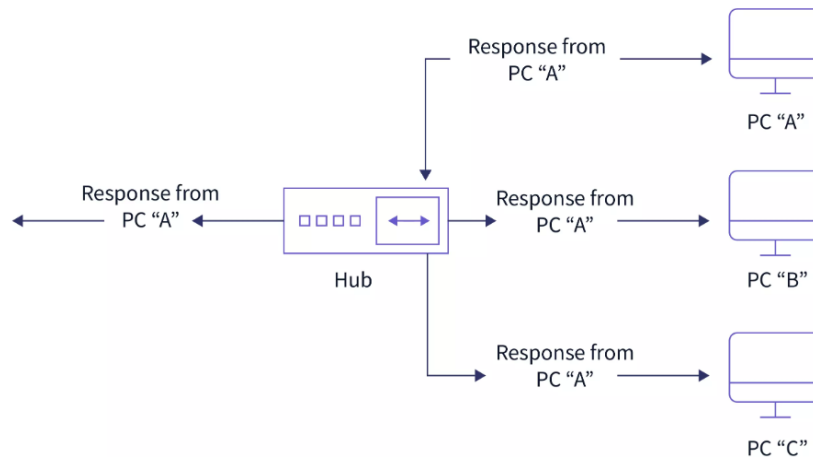 Response from
PC “A”
PC “A”
Response from
PC “A”
Response from
PC “A”
Hub
PC “B”
Response from
PC “A”
PC “C”